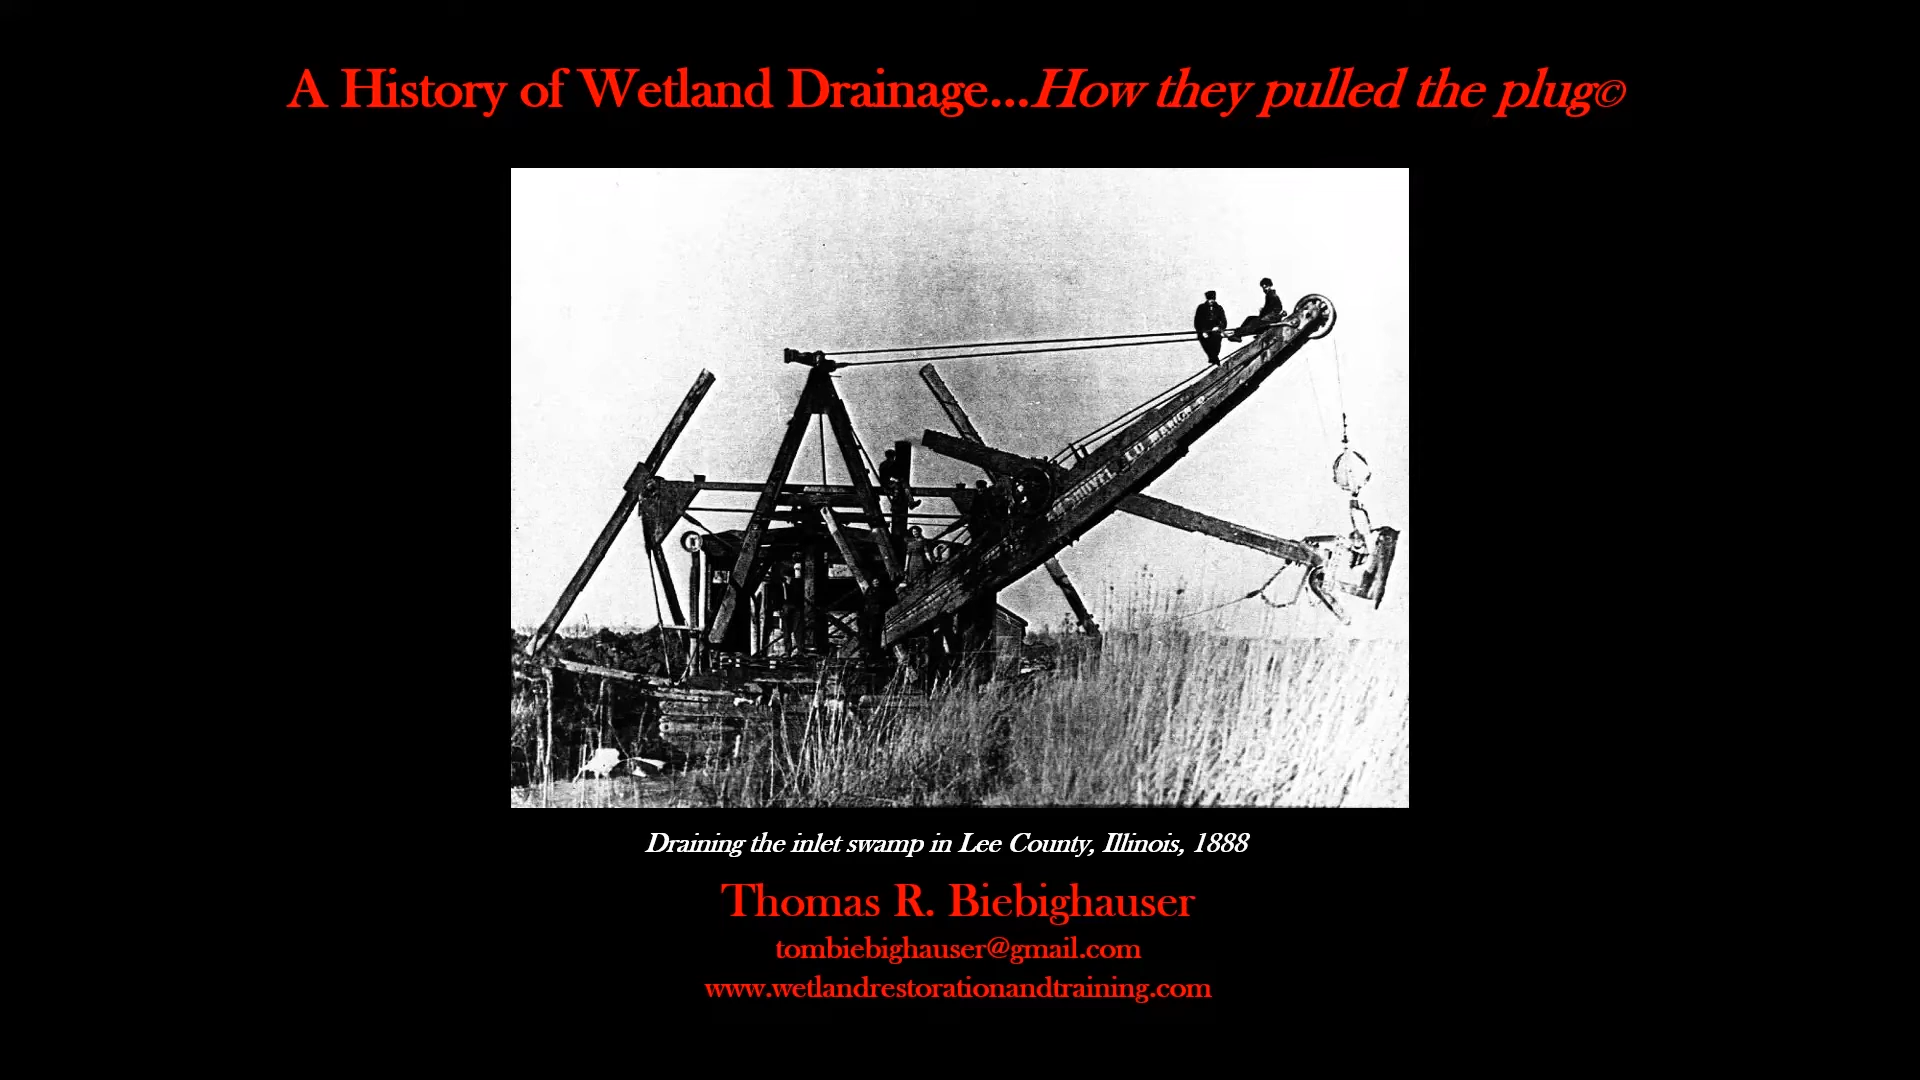 A History of Wetland Drainage...How they pulled the plug©
Draining the inlet swamp in Lee County, Illinois, 1888
Thomas R. Biebighauser
tombiebighauser@gmail.com
www.wetlandrestorationandtraining.com